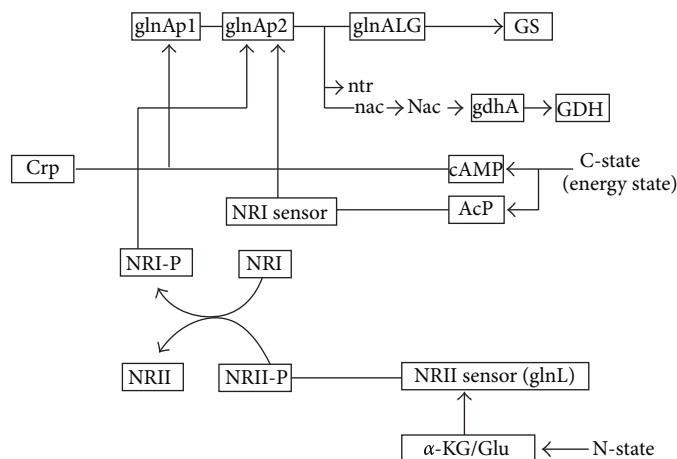 glnAp1 glnAp2 glnALG GS
ntr
nac Nac gdhA GDH
Crp cAMP C-state
(energy state)
NRI sensor AcP
NRI-P NRI
NRII NRII-P NRII sensor (glnL)
α-KG/Glu N-state